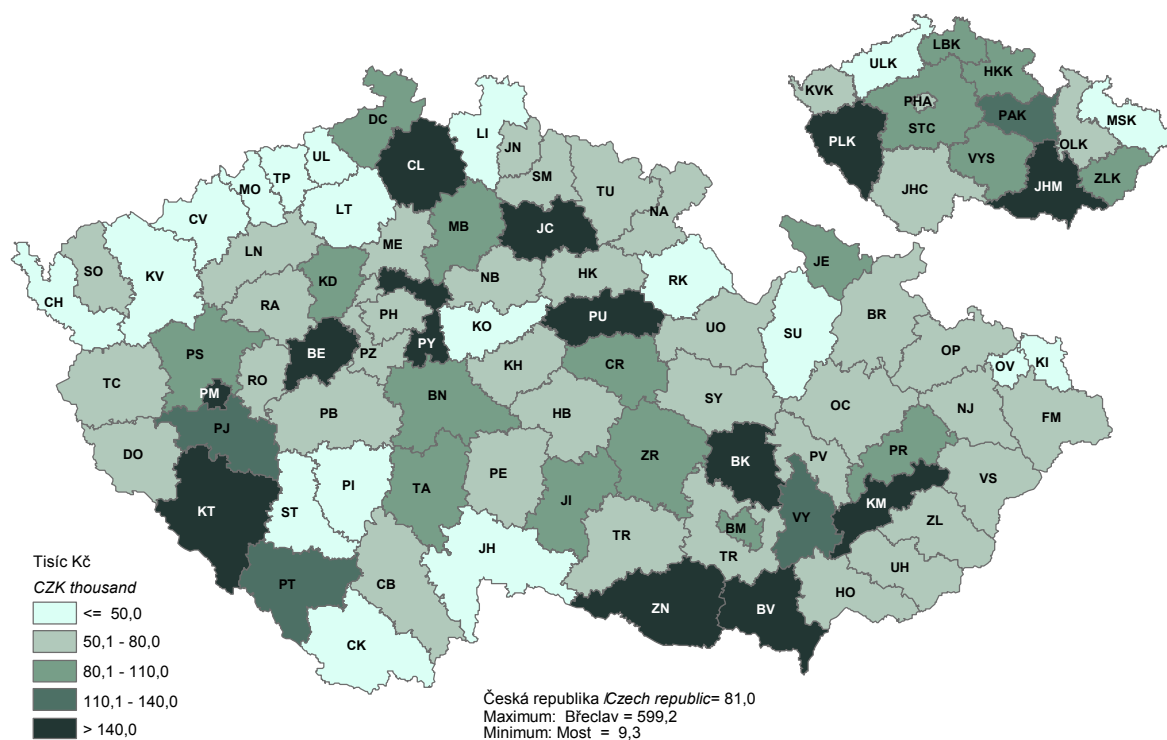 LBK
ULK
HKK
KVK
PHA
PAK
MSK
STC
OLK
PLK
VYS
ZLK
JHC
JHM
DC
LI
UL
JN
CL
TP
SM
MO
TU
LT
NA
CV
MB
JC
ME
LN
JE
SO
KV
KD
NB
HK
RK
CH
RA
PH
PU
BR
KO
UO
SU
OP
PS
BE
PY
PZ
OV
KI
TC
RO
KH
CR
PM
BN
PB
HB
SY
OC
NJ
FM
PJ
DO
ZR
PV
PR
PE
BK
VS
PI
TA
KT
ST
JI
KM
VY
BM
ZL
TR
JH
TR
UH
PT
CB
HO
ZN
BV
CK
Tisíc Kč
CZK thousand
<= 50,0
50,1 - 80,0
80,1 - 110,0
110,1 - 140,0
> 140,0
Česká republika /Czech republic= 81,0
Maximum: Břeclav = 599,2
Minimum: Most = 9,3